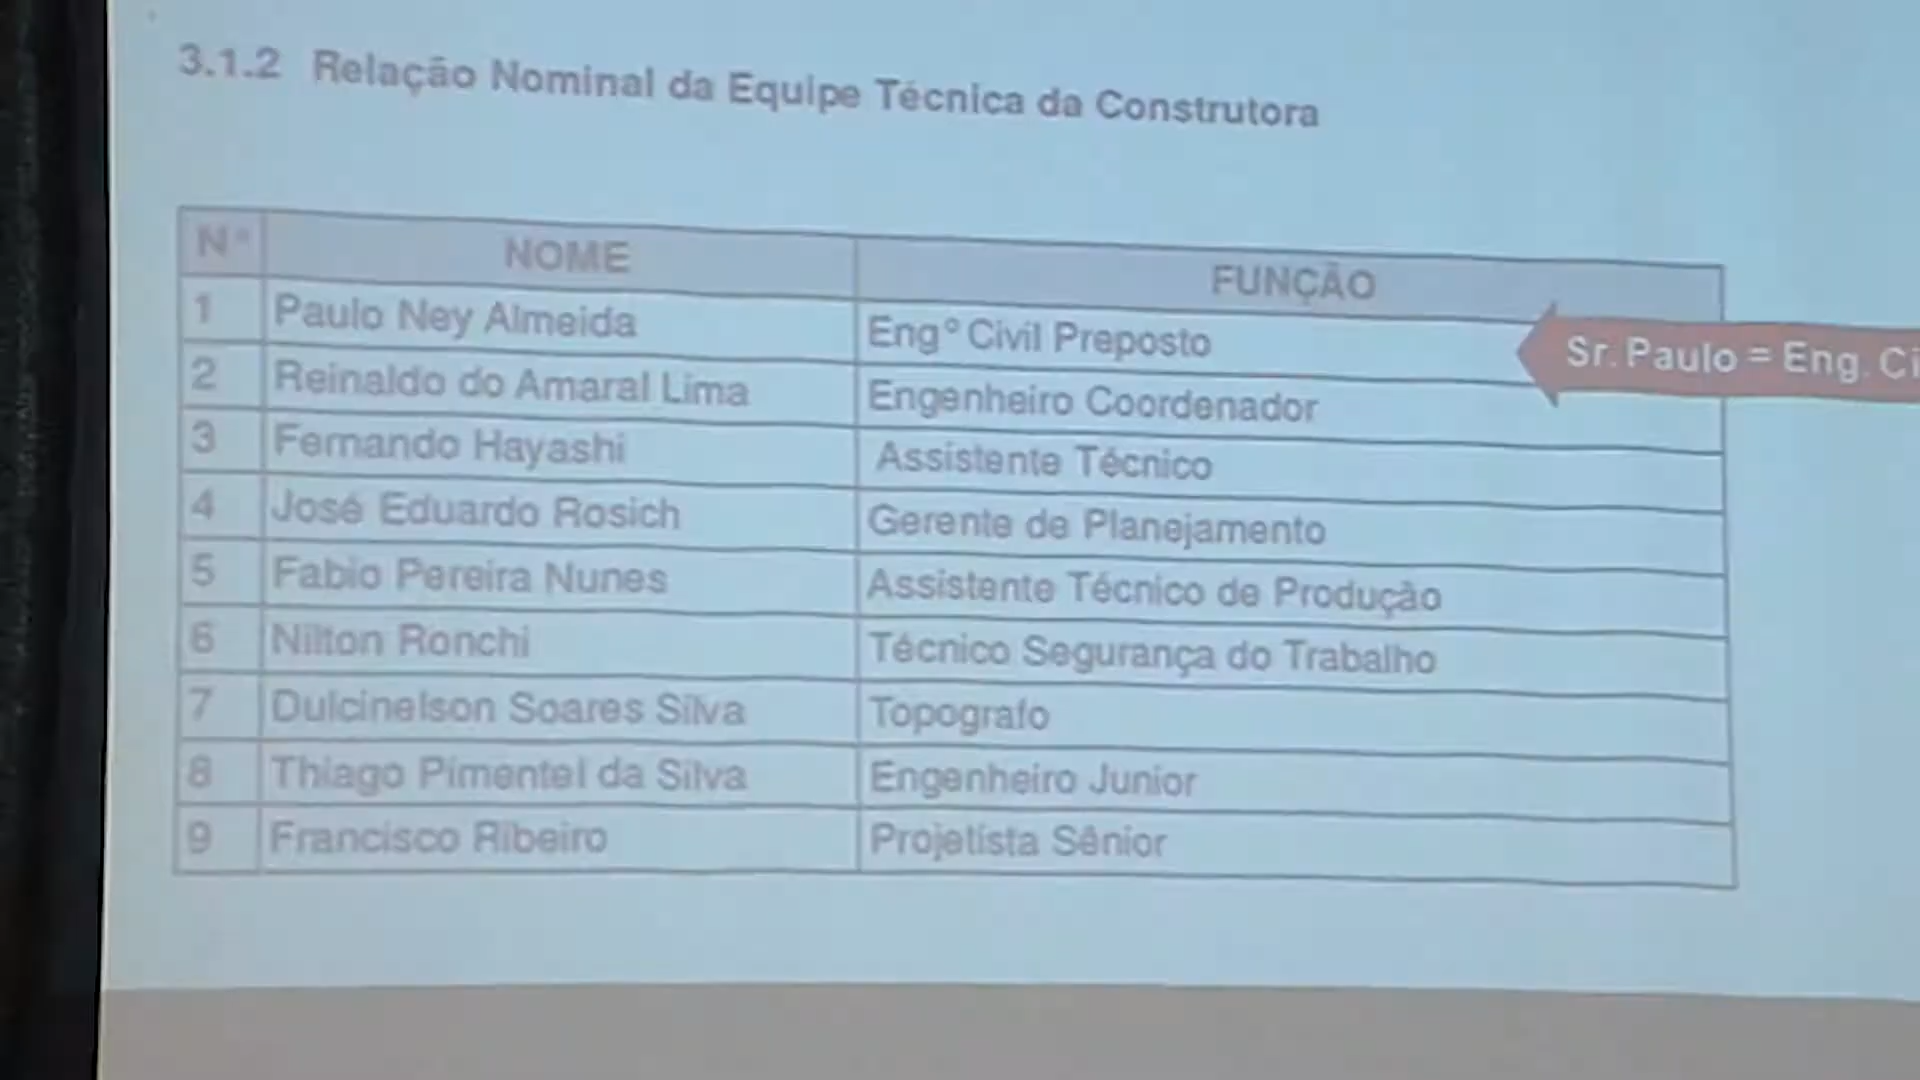 3.1.2 Relação Nominal da Equipe Técnica da Construtora
Nº NOME FUNÇÃO
1 Paulo Ney Almeida Engº Civil Preposto
Sr. Paulo = Eng. Ci
2 Reinaldo do Amaral Lima Engenheiro Coordenador
3 Fernando Hayashi Assistente Técnico
4 José Eduardo Rosich Gerente de Planejamento
5 Fabio Pereira Nunes Assistente Técnico de Produção
6 Nilton Ronchi Técnico Segurança do Trabalho
7 Dulcinelson Soares Silva Topografo
8 Thiago Pimentel da Silva Engenheiro Junior
9 Francisco Ribeiro Projetista Sênior